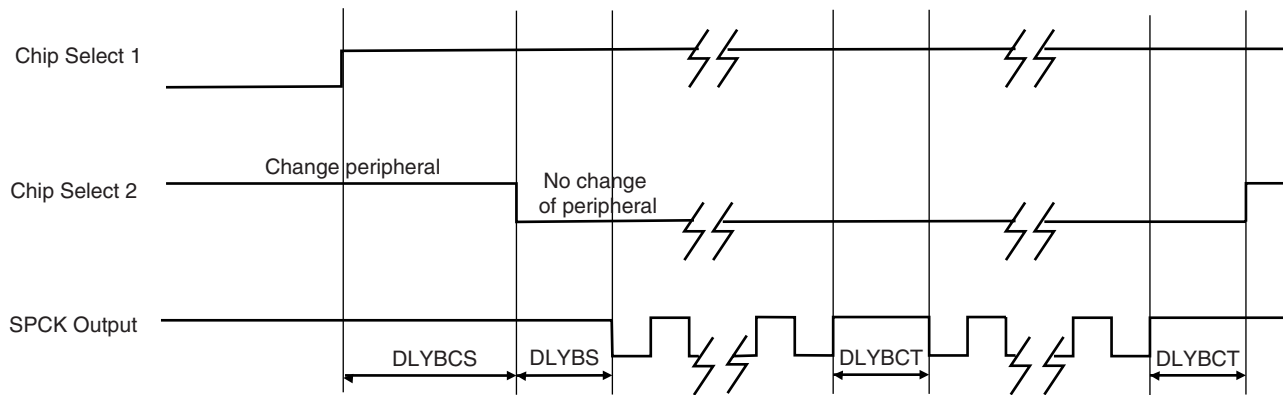 Chip Select 1
Change peripheral
Chip Select 2
No change
of peripheral
SPCK Output
DLYBCS
DLYBS
DLYBCT
DLYBCT